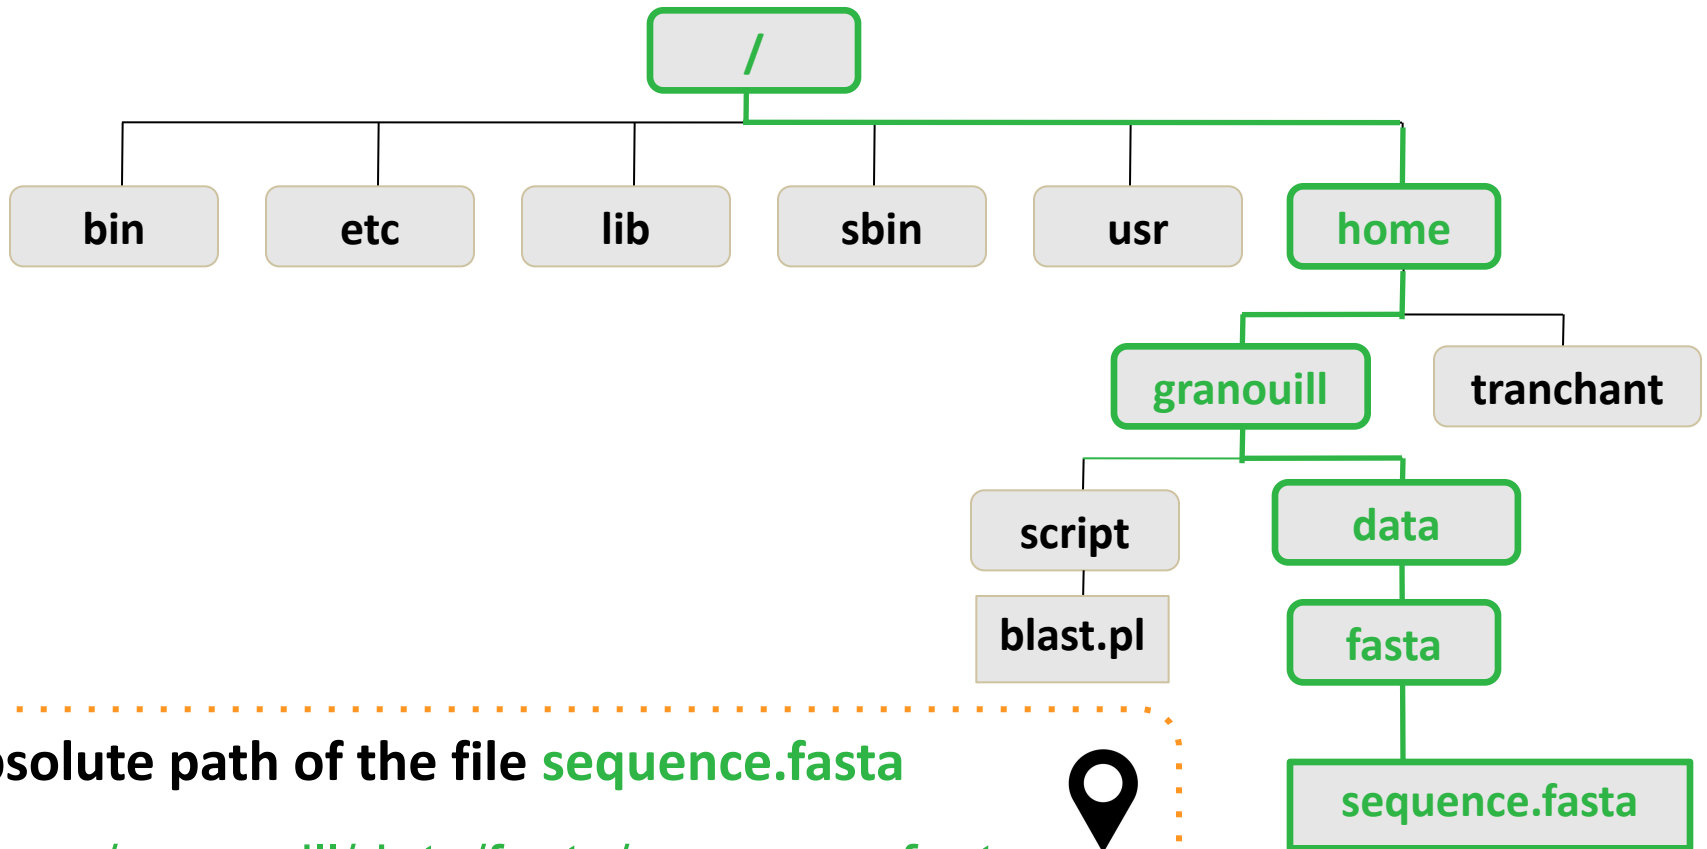 /
bin etc lib sbin usr home
granouill tranchant
script data
blast.pl fasta
absolute path of the file sequence.fasta
sequence.fasta